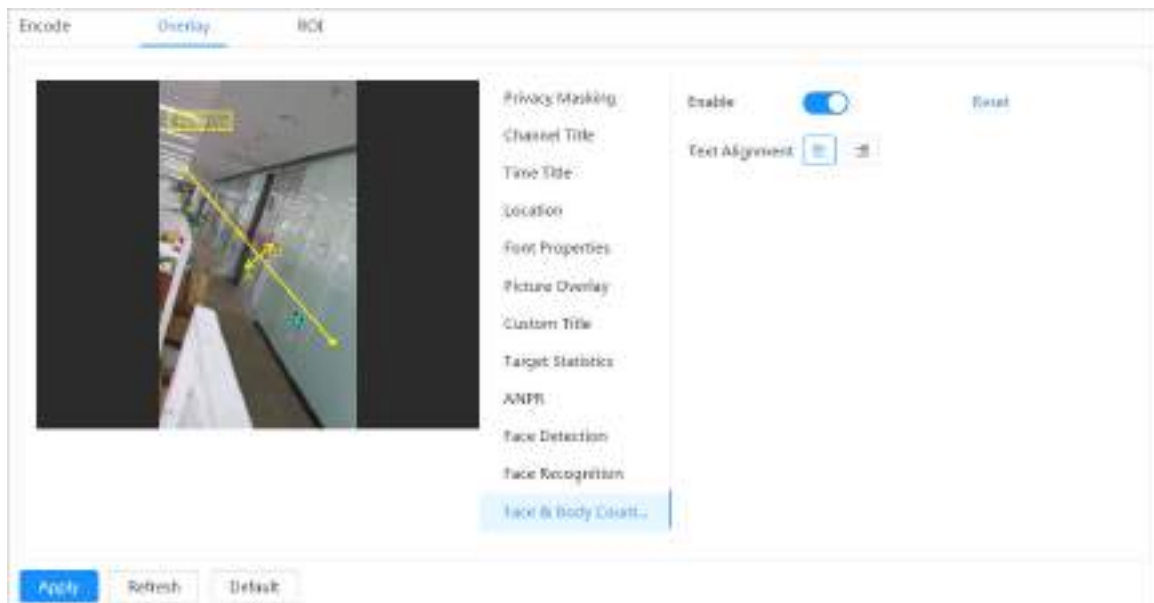 Encode Overlay ROI
Privacy Masking
Enable
Reset
Channel Title
Text Alignment
Time Title
Location
Font Properties
Picture Overlay
Custom Title
Target Statistics
ANPR
Face Detection
Face Recognition
Face & Body Count...
Apply Refresh Default